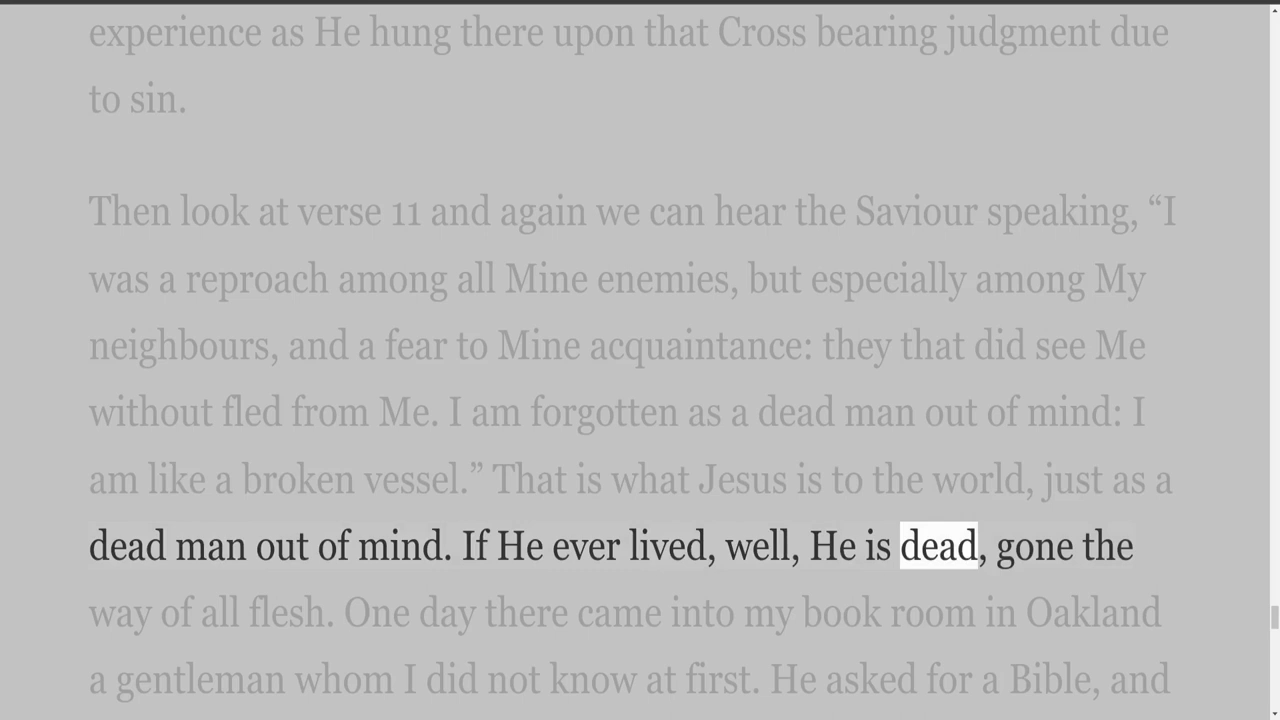 experience as He hung there upon that Cross bearing judgment due
to sin.
Then look at verse 11 and again we can hear the Saviour speaking, “I
was a reproach among all Mine enemies, but especially among My
neighbours, and a fear to Mine acquaintance: they that did see Me
without fled from Me. I am forgotten as a dead man out of mind: I
am like a broken vessel.” That is what Jesus is to the world, just as a
dead man out of mind. If He ever lived, well, He is dead, gone the
way of all flesh. One day there came into my book room in Oakland
a gentleman whom I did not know at first. He asked for a Bible, and